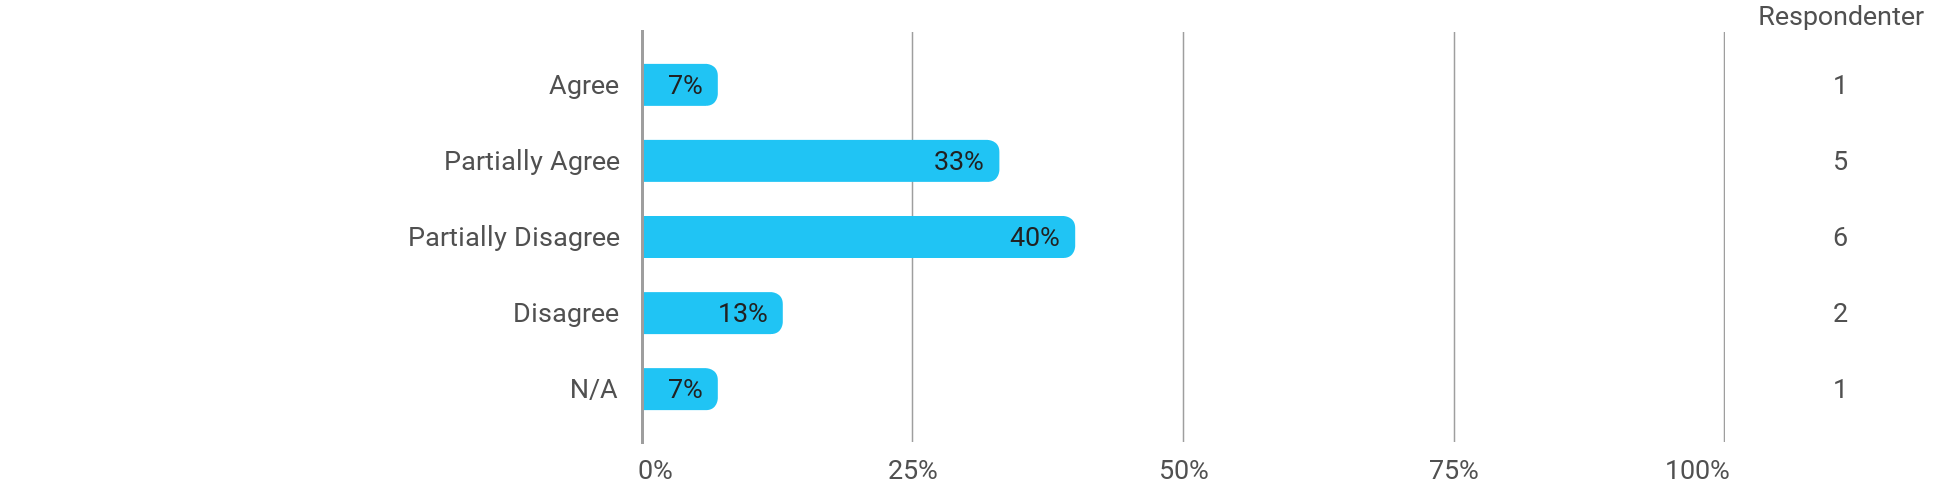 Respondenter
Agree 7% 1
Partially Agree 33% 5
Partially Disagree 40% 6
Disagree 13% 2
N/A 7% 1
0% 25% 50% 75% 100%